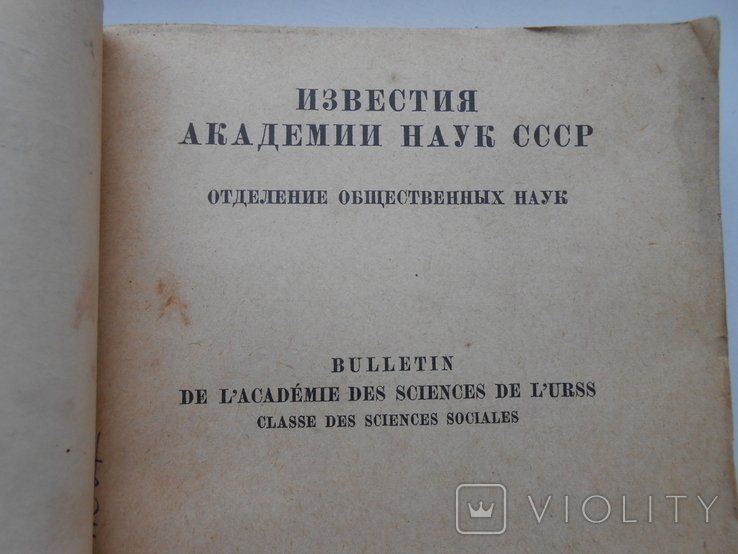 ИЗВЕСТИЯ
АКАДЕМИИ НАУК СССР
ОТДЕЛЕНИЕ ОБЩЕСТВЕННЫХ НАУК
BULLETIN
DE L'ACADÉMIE DES SCIENCES DE L'URSS
CLASSE DES SCIENCES SOCIALES
VIOLITY